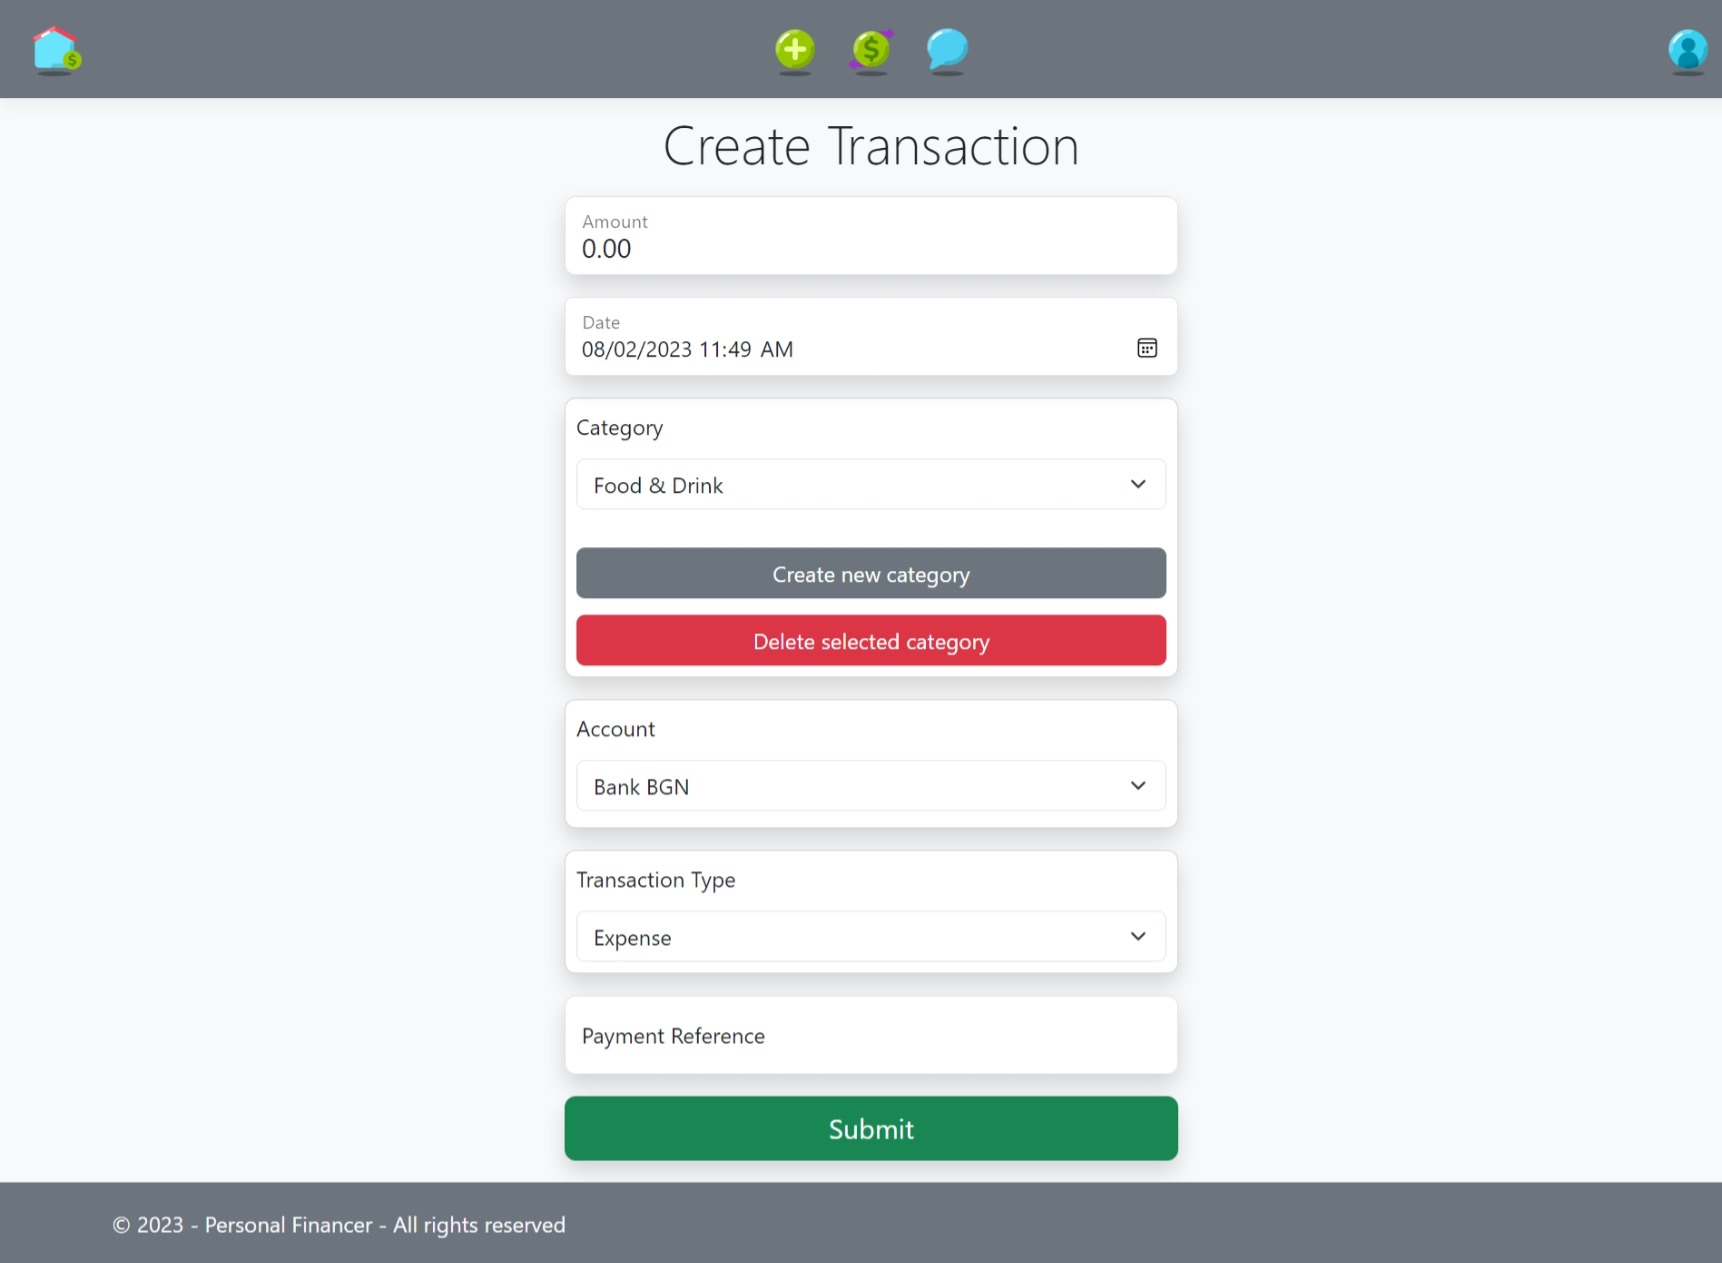 $
$
Create Transaction
Amount
0.00
Date
08/02/2023 11:49 AM
Category
Food & Drink
Create new category
Delete selected category
Account
Bank BGN
Transaction Type
Expense
Payment Reference
Submit
© 2023 - Personal Financer - All rights reserved